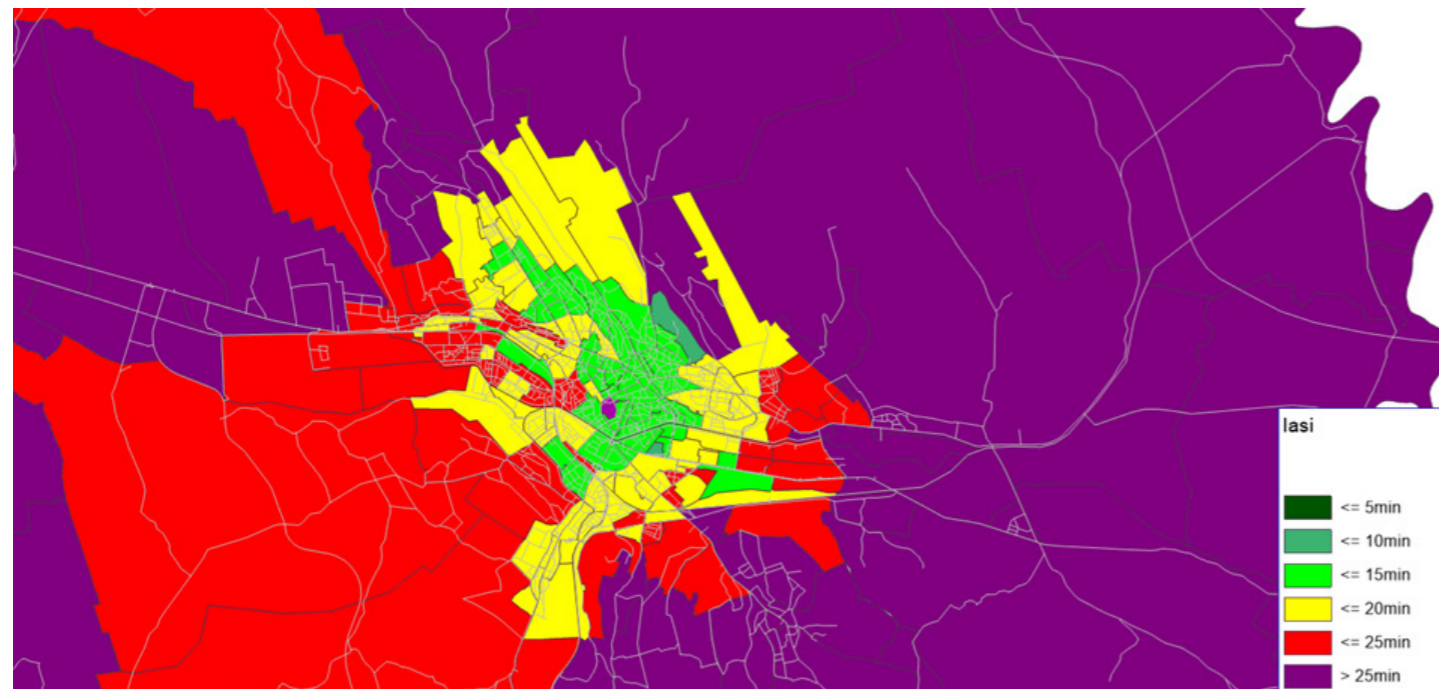 Iasi
<= 5min
<= 10min
<= 15min
<= 20min
<= 25min
> 25min